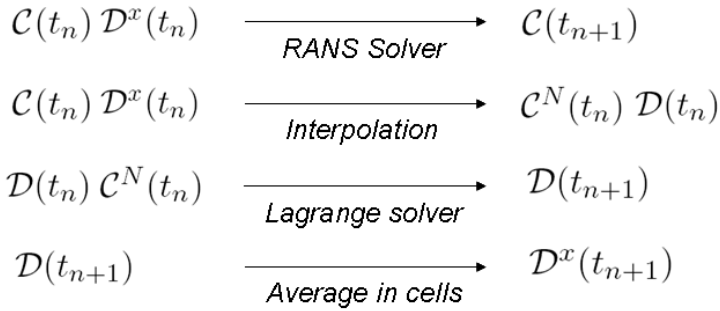 𝒞(tₙ) 𝒟ˣ(tₙ) → 𝒞(tₙ₊₁)
RANS Solver
𝒞(tₙ) 𝒟ˣ(tₙ) → 𝒞ᴺ(tₙ) 𝒟(tₙ)
Interpolation
𝒟(tₙ) 𝒞ᴺ(tₙ) → 𝒟(tₙ₊₁)
Lagrange solver
𝒟(tₙ₊₁) → 𝒟ˣ(tₙ₊₁)
Average in cells